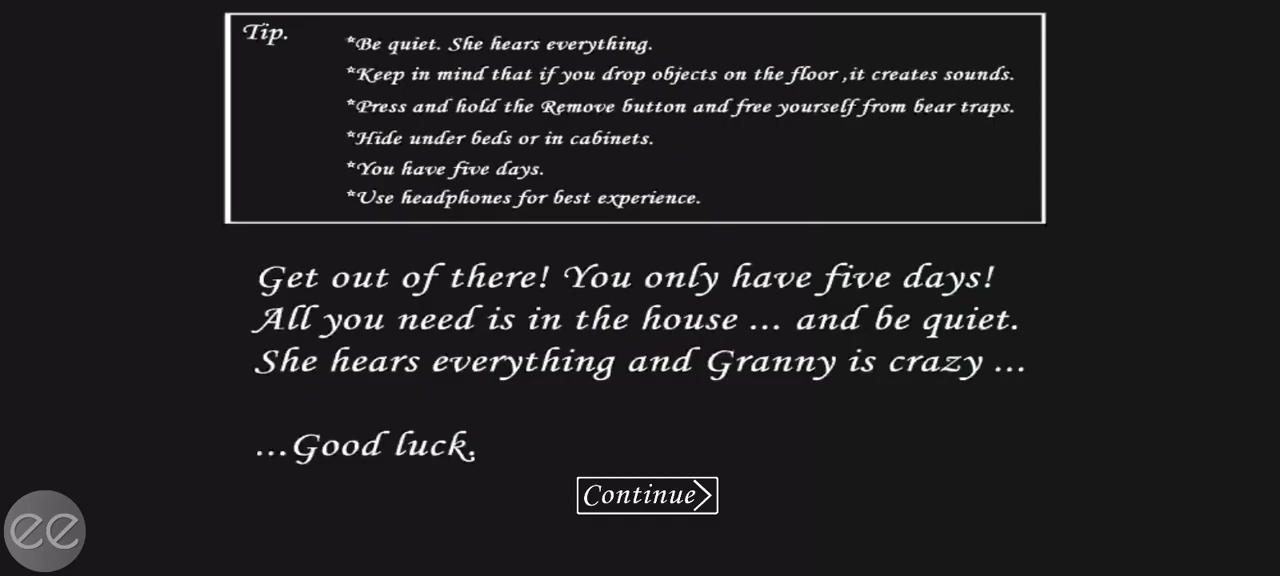 Tip.
*Be quiet. She hears everything.
*Keep in mind that if you drop objects on the floor ,it creates sounds.
*Press and hold the Remove button and free yourself from bear traps.
*Hide under beds or in cabinets.
*You have five days.
*Use headphones for best experience.
Get out of there! You only have five days!
All you need is in the house ... and be quiet.
She hears everything and Granny is crazy ...
...Good luck.
Continue>
ee